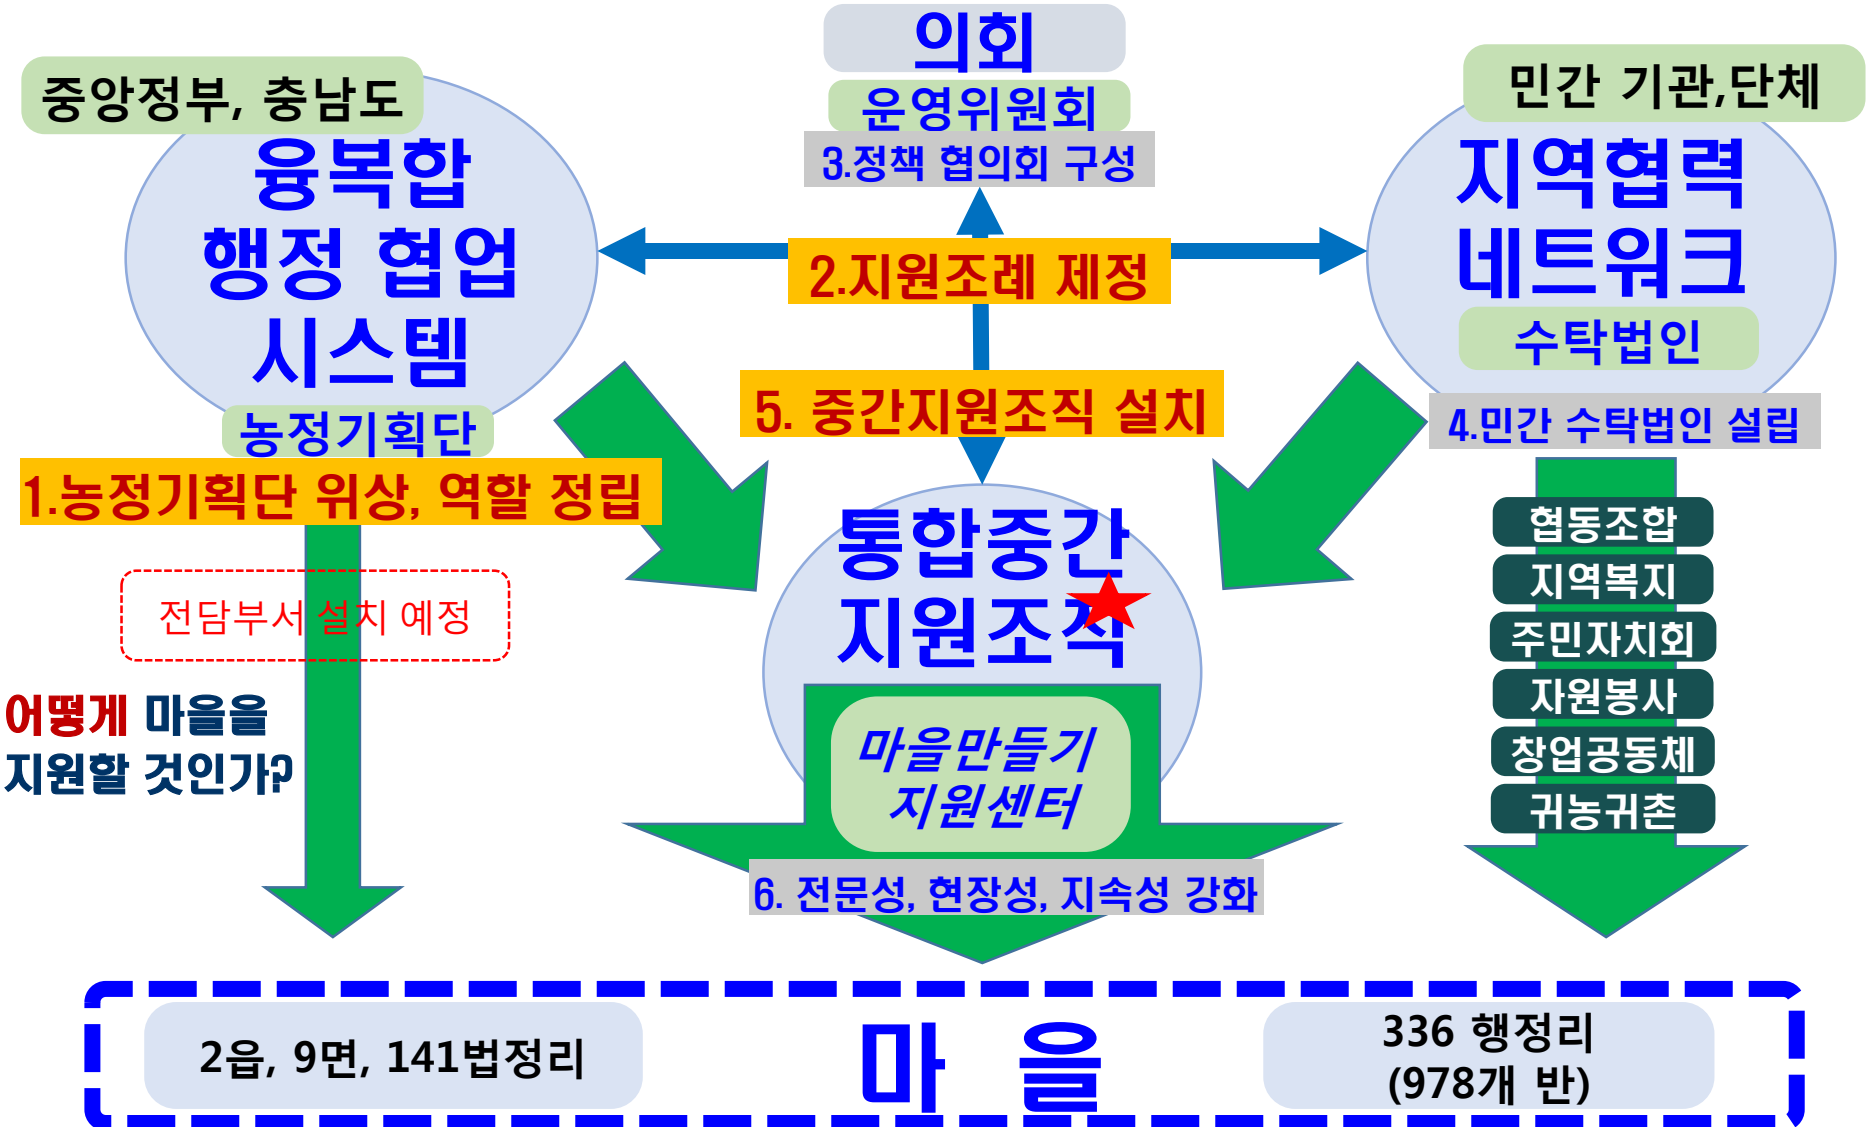 의회
운영위원회
3.정책 협의회 구성
중앙정부, 충남도
융복합
행정 협업
시스템
농정기획단
1.농정기획단 위상, 역할 정립
민간 기관,단체
지역협력
네트워크
수탁법인
4.민간 수탁법인 설립
2.지원조례 제정
5. 중간지원조직 설치
통합중간
지원조직
마을만들기
지원센터
6. 전문성, 현장성, 지속성 강화
전담부서 설치 예정
어떻게 마을을
지원할 것인가?
협동조합
지역복지
주민자치회
자원봉사
창업공동체
귀농귀촌
2읍, 9면, 141법정리
마 을
336 행정리
(978개 반)